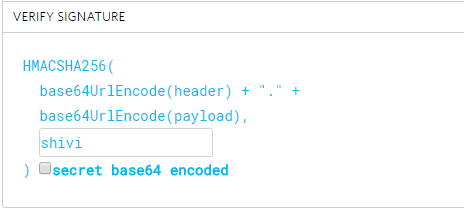 VERIFY SIGNATURE
HMACSHA256(
base64UrlEncode(header) + "." +
base64UrlEncode(payload),
shivi
) secret base64 encoded